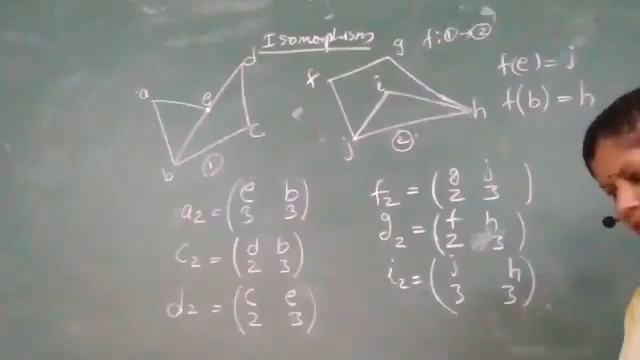 Isomorphism
f: ① → ②
f(e) = j
f(b) = h
a
b
c
d
e
①
f
g
h
i
j
②
a₂ = ( e b
3 3 )
c₂ = ( d b
2 3 )
d₂ = ( c e
2 3 )
f₂ = ( g j
2 3 )
g₂ = ( f h
2 3 )
i₂ = ( j h
3 3 )